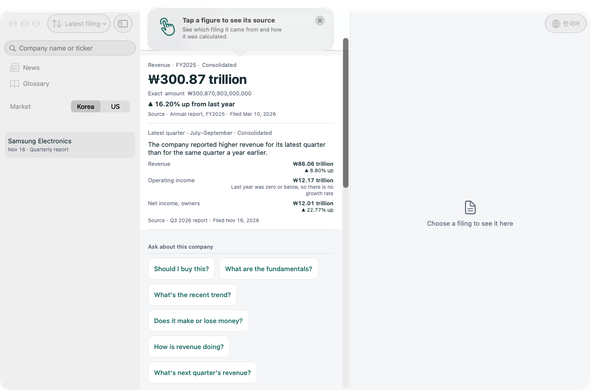 Latest filing
한국어
Company name or ticker
News
Glossary
Market
Korea
US
Samsung Electronics
Nov 16 · Quarterly report
Tap a figure to see its source
See which filing it came from and how
it was calculated.
Revenue · FY2025 · Consolidated
₩300.87 trillion
Exact amount ₩300,870,903,000,000
▲ 16.20% up from last year
Source · Annual report, FY2025 · Filed Mar 10, 2026
Latest quarter · July–September · Consolidated
The company reported higher revenue for its latest quarter
than for the same quarter a year earlier.
Revenue
₩86.06 trillion
▲ 8.80% up
Operating income
₩12.17 trillion
Last year was zero or below, so there is no
growth rate
Net income, owners
₩12.01 trillion
▲ 22.77% up
Source · Q3 2026 report · Filed Nov 16, 2026
Ask about this company
Should I buy this?
What are the fundamentals?
What's the recent trend?
Does it make or lose money?
How is revenue doing?
What's next quarter's revenue?
Choose a filing to see it here